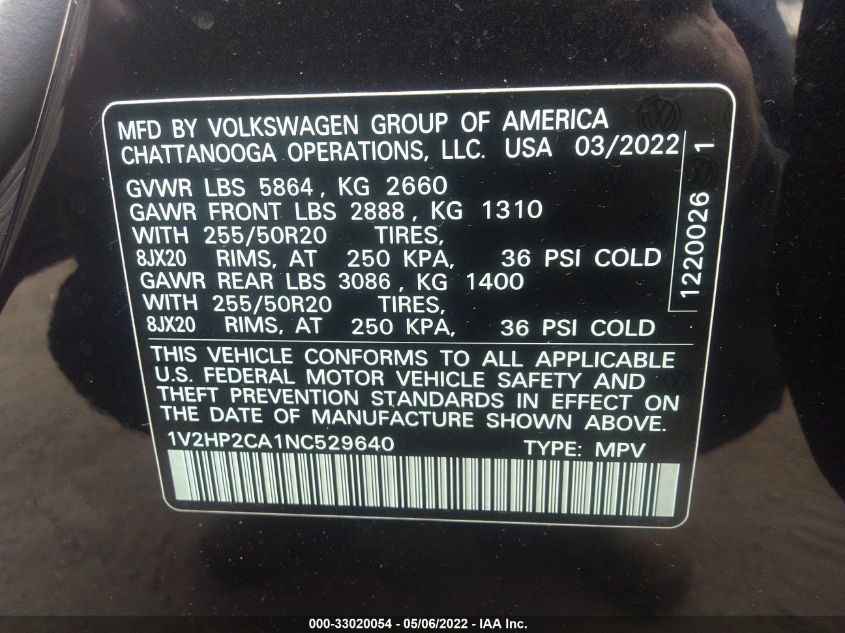 MFD BY VOLKSWAGEN GROUP OF AMERICA
CHATTANOOGA OPERATIONS, LLC. USA 03/2022
GVWR LBS 5864, KG 2660
GAWR FRONT LBS 2888, KG 1310
WITH 255/50R20 TIRES,
8JX20 RIMS, AT 250 KPA, 36 PSI COLD
GAWR REAR LBS 3086, KG 1400
WITH 255/50R20 TIRES,
8JX20 RIMS, AT 250 KPA, 36 PSI COLD
1220026 1
THIS VEHICLE CONFORMS TO ALL APPLICABLE
U.S. FEDERAL MOTOR VEHICLE SAFETY AND
THEFT PREVENTION STANDARDS IN EFFECT ON
THE DATE OF MANUFACTURE SHOWN ABOVE.
1V2HP2CA1NC529640 TYPE: MPV
000-33020054 - 05/06/2022 - IAA Inc.